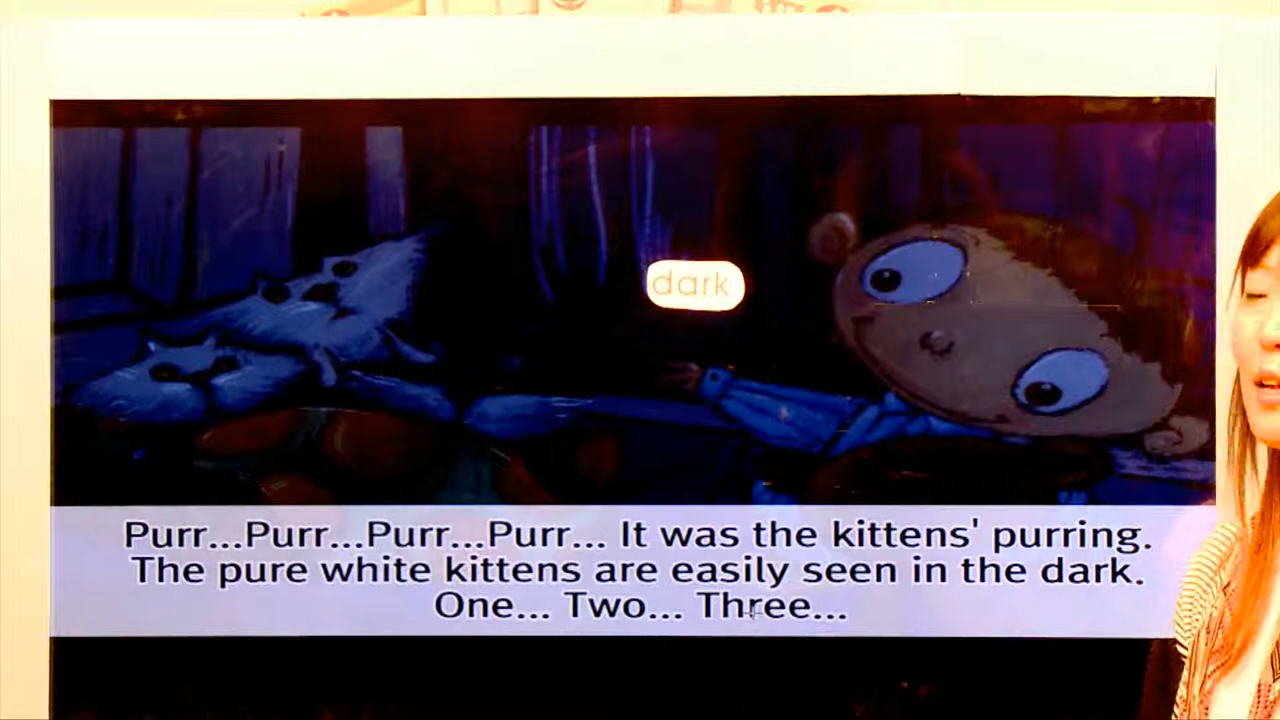 dark
Purr...Purr...Purr...Purr... It was the kittens' purring.
The pure white kittens are easily seen in the dark.
One... Two... Three...